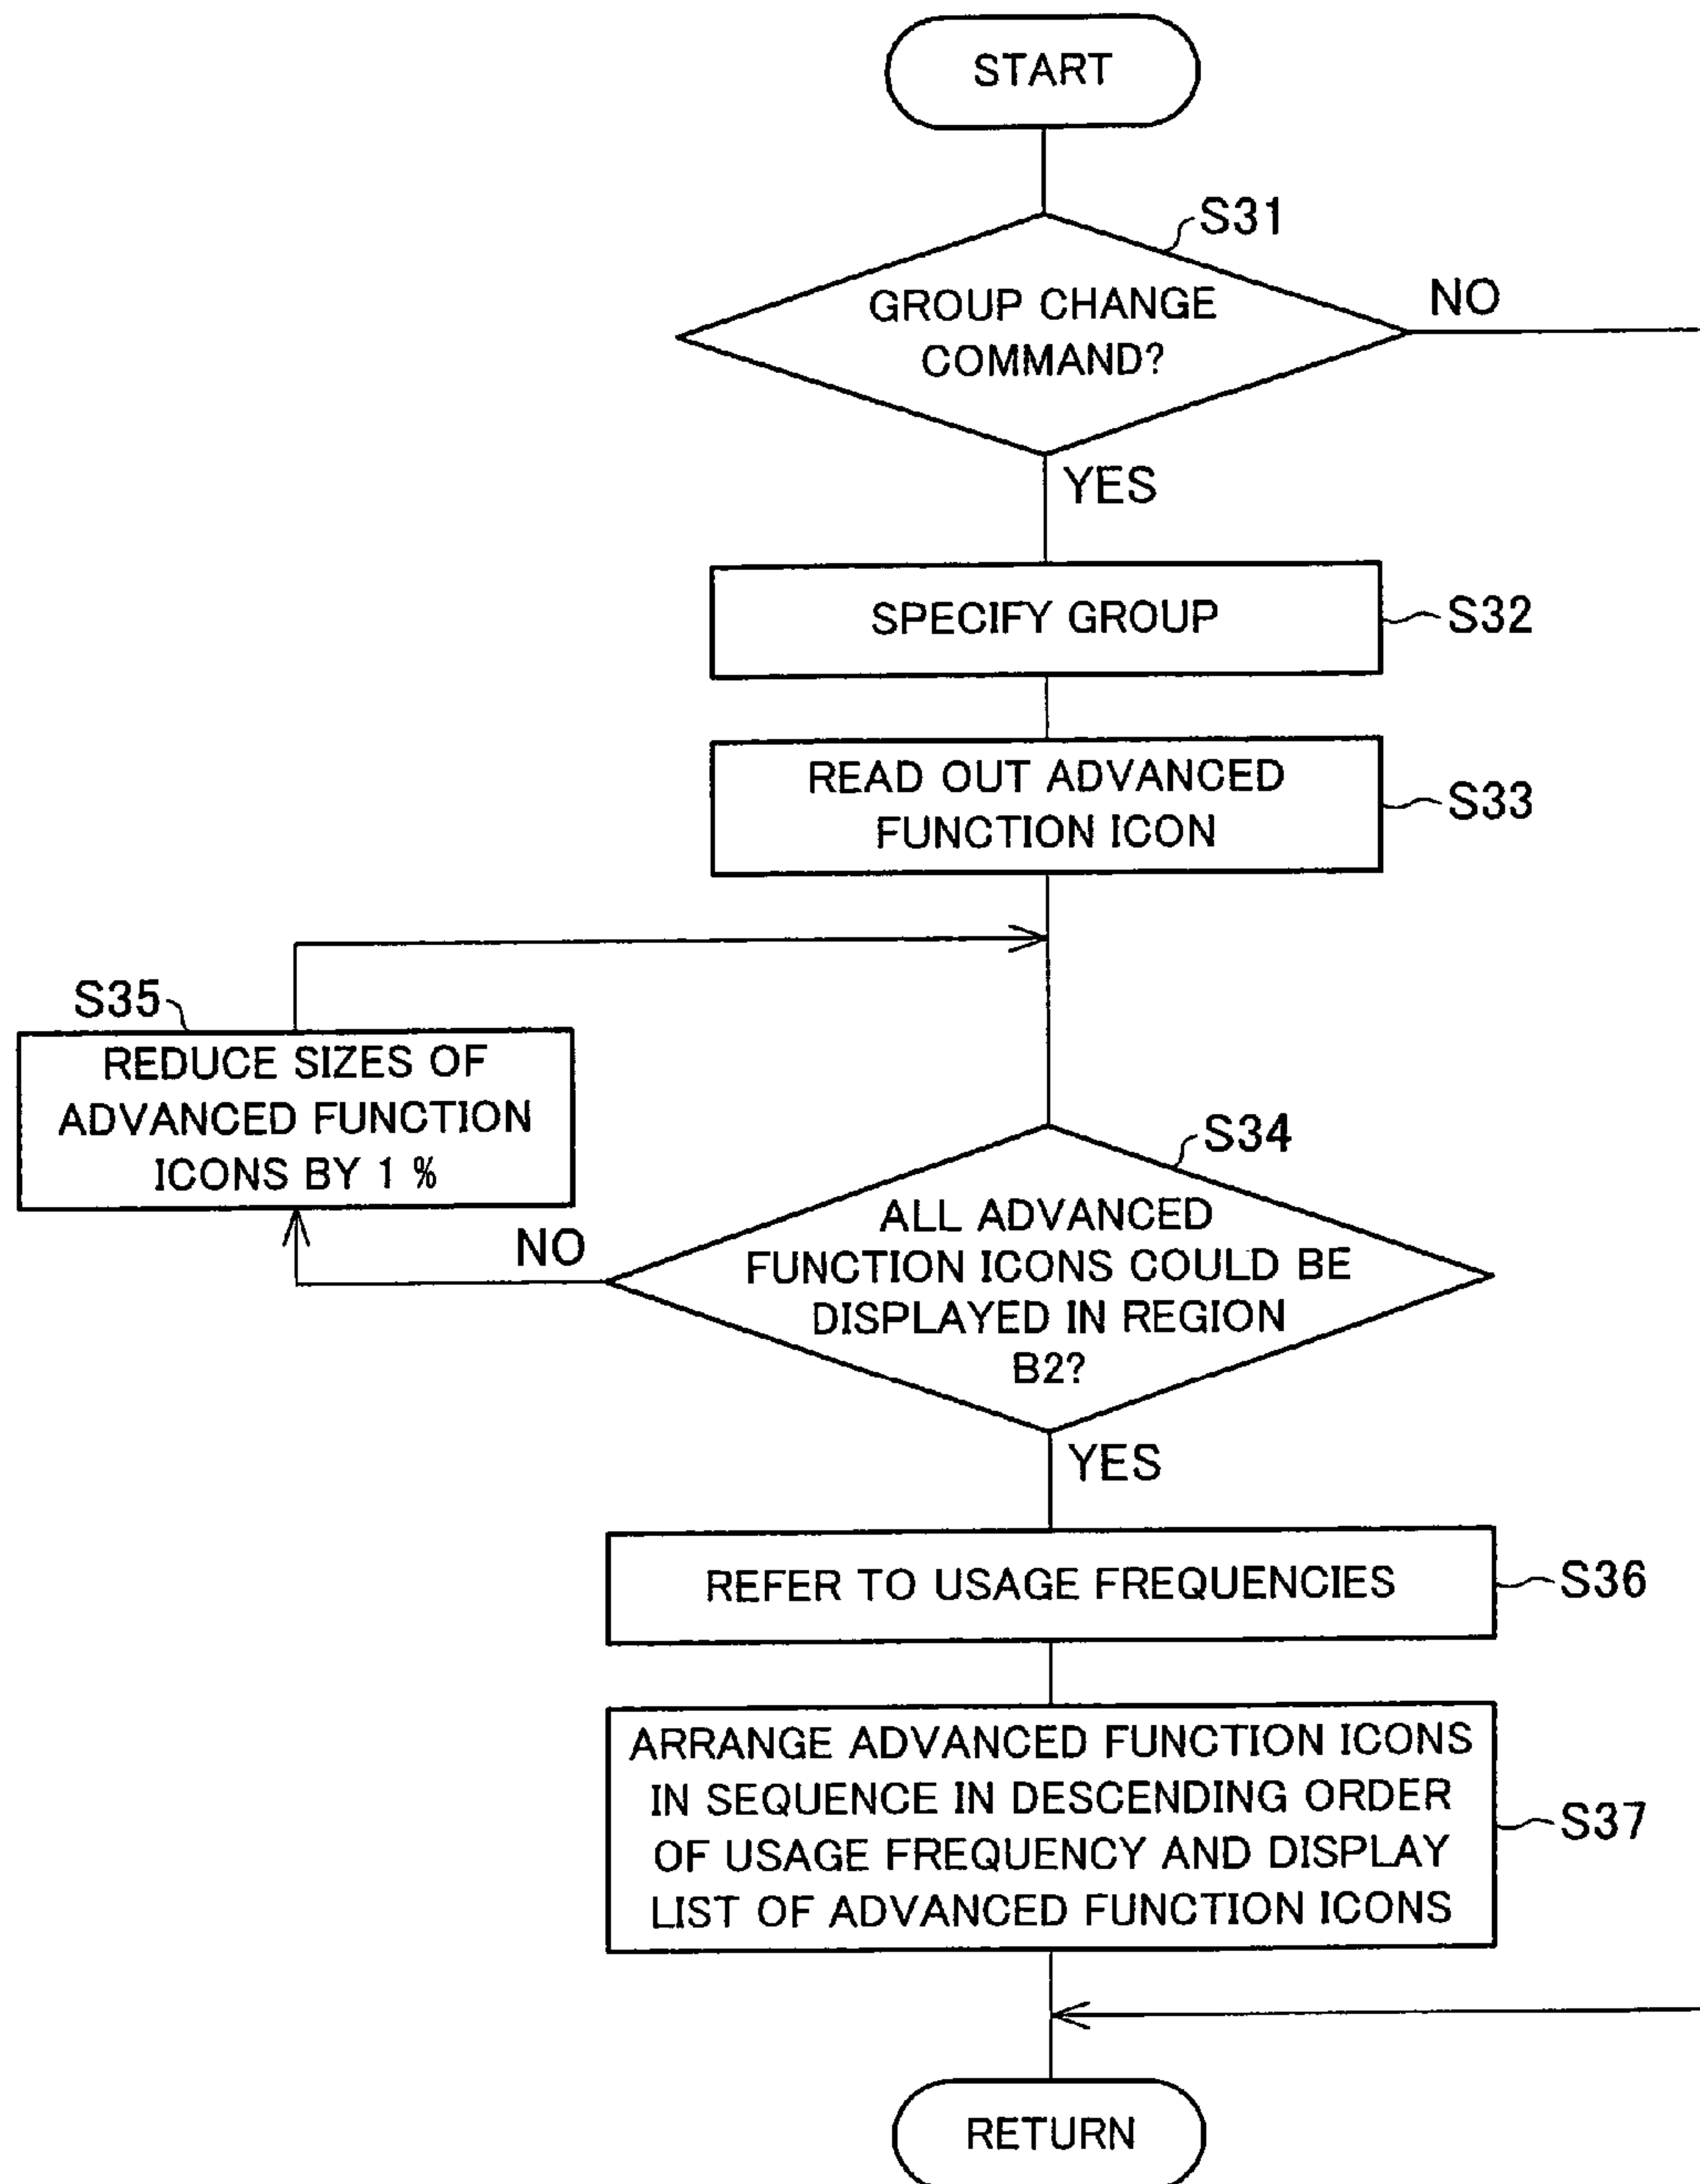 START
S31
GROUP CHANGE
COMMAND?
NO
YES
SPECIFY GROUP
S32
READ OUT ADVANCED
FUNCTION ICON
S33
S35
REDUCE SIZES OF
ADVANCED FUNCTION
ICONS BY 1 %
S34
ALL ADVANCED
FUNCTION ICONS COULD BE
DISPLAYED IN REGION
B2?
NO
YES
REFER TO USAGE FREQUENCIES
S36
ARRANGE ADVANCED FUNCTION ICONS
IN SEQUENCE IN DESCENDING ORDER
OF USAGE FREQUENCY AND DISPLAY
LIST OF ADVANCED FUNCTION ICONS
S37
RETURN